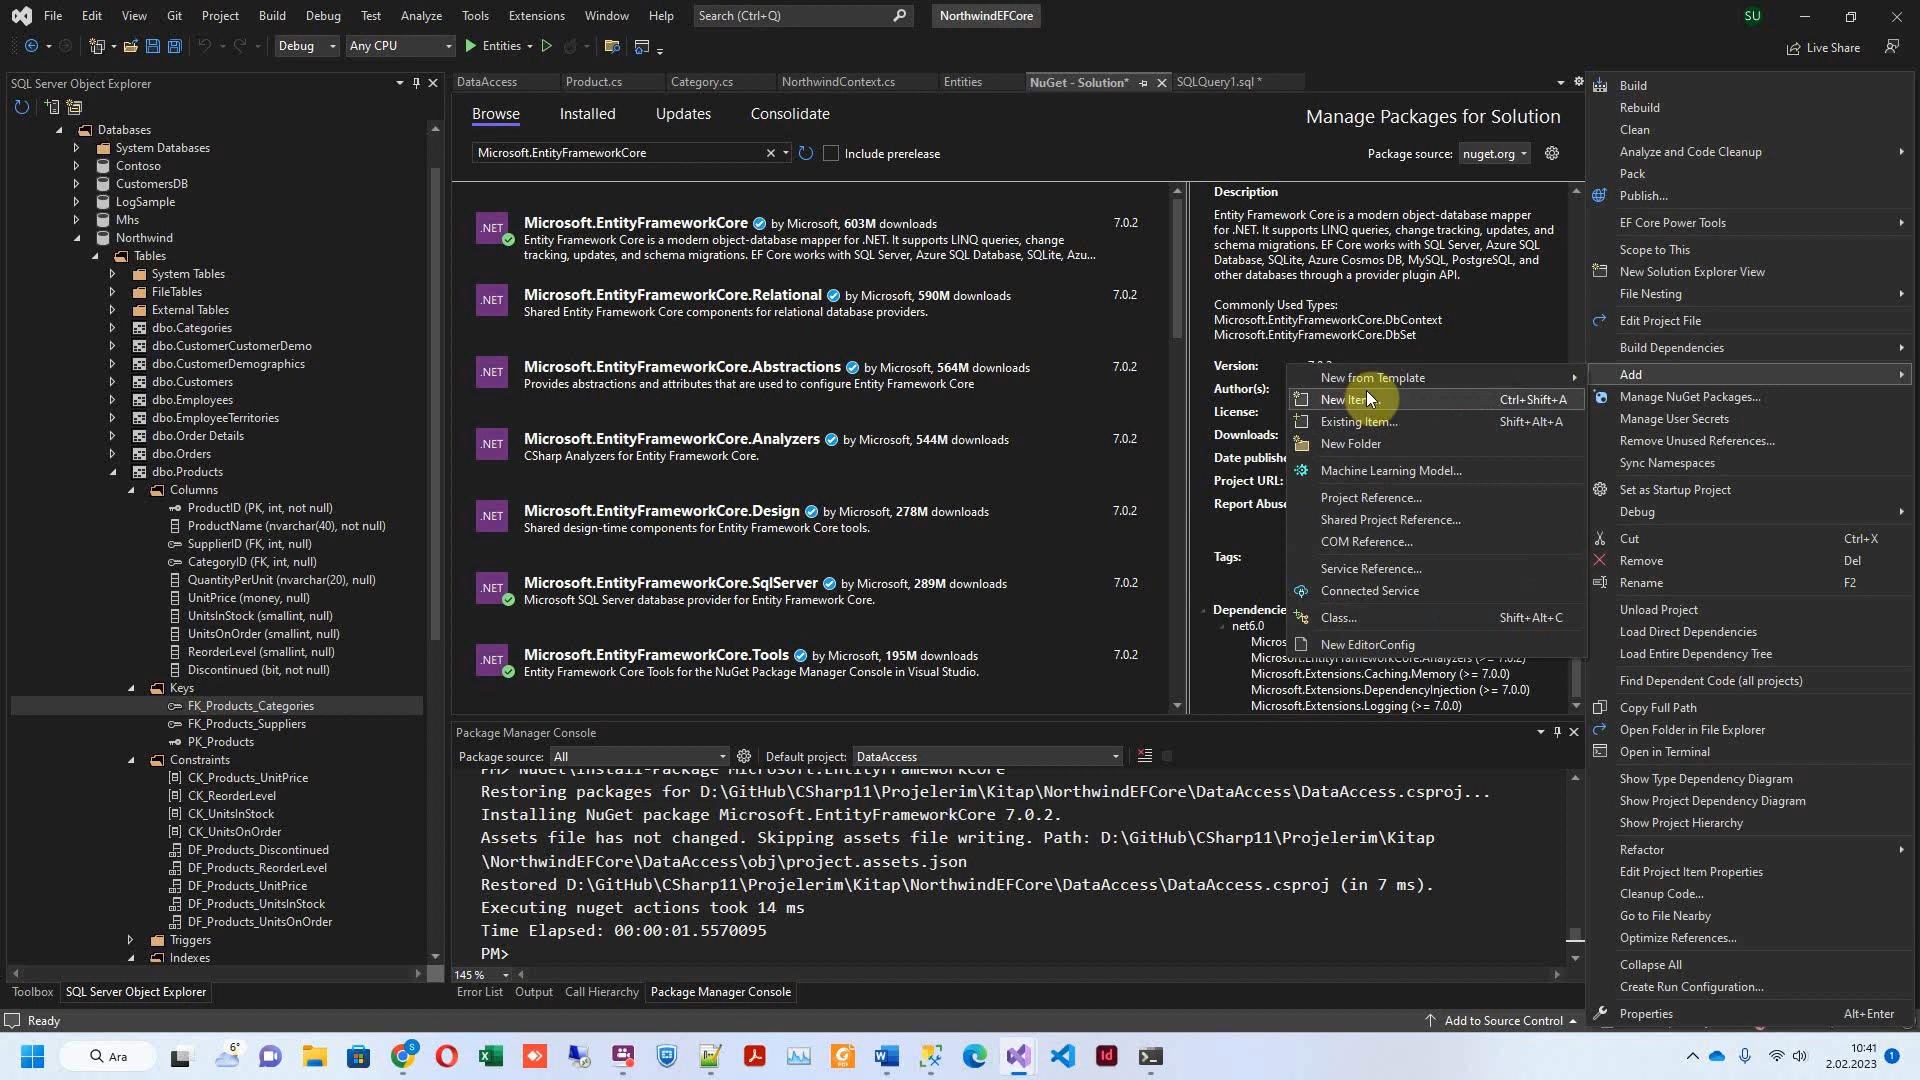 File Edit View Git Project Build Debug Test Analyze Tools Extensions Window Help Search (Ctrl+Q) NorthwindEFCore SU
Debug Any CPU Entities Live Share
SQL Server Object Explorer
Databases
System Databases
Contoso
CustomersDB
LogSample
Mhs
Northwind
Tables
System Tables
FileTables
External Tables
dbo.Categories
dbo.CustomerCustomerDemo
dbo.CustomerDemographics
dbo.Customers
dbo.Employees
dbo.EmployeeTerritories
dbo.Order Details
dbo.Orders
dbo.Products
Columns
ProductID (PK, int, not null)
ProductName (nvarchar(40), not null)
SupplierID (FK, int, null)
CategoryID (FK, int, null)
QuantityPerUnit (nvarchar(20), null)
UnitPrice (money, null)
UnitsInStock (smallint, null)
UnitsOnOrder (smallint, null)
ReorderLevel (smallint, null)
Discontinued (bit, not null)
Keys
FK_Products_Categories
FK_Products_Suppliers
PK_Products
Constraints
CK_Products_UnitPrice
CK_ReorderLevel
CK_UnitsInStock
CK_UnitsOnOrder
DF_Products_Discontinued
DF_Products_ReorderLevel
DF_Products_UnitPrice
DF_Products_UnitsInStock
DF_Products_UnitsOnOrder
Triggers
Indexes
Toolbox SQL Server Object Explorer
DataAccess Product.cs Category.cs NorthwindContext.cs Entities NuGet - Solution* SQLQuery1.sql *
Browse Installed Updates Consolidate Manage Packages for Solution
Microsoft.EntityFrameworkCore Include prerelease Package source: nuget.org
.NET Microsoft.EntityFrameworkCore by Microsoft, 603M downloads 7.0.2
Entity Framework Core is a modern object-database mapper for .NET. It supports LINQ queries, change
tracking, updates, and schema migrations. EF Core works with SQL Server, Azure SQL Database, SQLite, Azu...
.NET Microsoft.EntityFrameworkCore.Relational by Microsoft, 590M downloads 7.0.2
Shared Entity Framework Core components for relational database providers.
.NET Microsoft.EntityFrameworkCore.Abstractions by Microsoft, 564M downloads 7.0.2
Provides abstractions and attributes that are used to configure Entity Framework Core
.NET Microsoft.EntityFrameworkCore.Analyzers by Microsoft, 544M downloads 7.0.2
CSharp Analyzers for Entity Framework Core.
.NET Microsoft.EntityFrameworkCore.Design by Microsoft, 278M downloads 7.0.2
Shared design-time components for Entity Framework Core tools.
.NET Microsoft.EntityFrameworkCore.SqlServer by Microsoft, 289M downloads 7.0.2
Microsoft SQL Server database provider for Entity Framework Core.
.NET Microsoft.EntityFrameworkCore.Tools by Microsoft, 195M downloads 7.0.2
Entity Framework Core Tools for the NuGet Package Manager Console in Visual Studio.
Description
Entity Framework Core is a modern object-database mapper
for .NET. It supports LINQ queries, change tracking, updates, and
schema migrations. EF Core works with SQL Server, Azure SQL
Database, SQLite, Azure Cosmos DB, MySQL, PostgreSQL, and
other databases through a provider plugin API.
Commonly Used Types:
Microsoft.EntityFrameworkCore.DbContext
Microsoft.EntityFrameworkCore.DbSet
Version: 7.0.2
Author(s):
License:
Downloads:
Date publishe
Project URL:
Report Abuse
Tags:
Dependencie
net6.0
Micros
Microsoft.EntityFrameworkCore.Analyzers (>= 7.0.2)
Microsoft.Extensions.Caching.Memory (>= 7.0.0)
Microsoft.Extensions.DependencyInjection (>= 7.0.0)
Microsoft.Extensions.Logging (>= 7.0.0)
New from Template
New Item... Ctrl+Shift+A
Existing Item... Shift+Alt+A
New Folder
Machine Learning Model...
Project Reference...
Shared Project Reference...
COM Reference...
Service Reference...
Connected Service
Class... Shift+Alt+C
New EditorConfig
Build
Rebuild
Clean
Analyze and Code Cleanup
Pack
Publish...
EF Core Power Tools
Scope to This
New Solution Explorer View
File Nesting
Edit Project File
Build Dependencies
Add
Manage NuGet Packages...
Manage User Secrets
Remove Unused References...
Sync Namespaces
Set as Startup Project
Debug
Cut Ctrl+X
Remove Del
Rename F2
Unload Project
Load Direct Dependencies
Load Entire Dependency Tree
Find Dependent Code (all projects)
Copy Full Path
Open Folder in File Explorer
Open in Terminal
Show Type Dependency Diagram
Show Project Dependency Diagram
Show Project Hierarchy
Refactor
Edit Project Item Properties
Cleanup Code...
Go to File Nearby
Optimize References...
Collapse All
Create Run Configuration...
Properties Alt+Enter
Package Manager Console
Package source: All Default project: DataAccess
PM> NuGet\Install-Package Microsoft.EntityFrameworkCore
Restoring packages for D:\GitHub\CSharp11\Projelerim\Kitap\NorthwindEFCore\DataAccess\DataAccess.csproj...
Installing NuGet package Microsoft.EntityFrameworkCore 7.0.2.
Assets file has not changed. Skipping assets file writing. Path: D:\GitHub\CSharp11\Projelerim\Kitap
\NorthwindEFCore\DataAccess\obj\project.assets.json
Restored D:\GitHub\CSharp11\Projelerim\Kitap\NorthwindEFCore\DataAccess\DataAccess.csproj (in 7 ms).
Executing nuget actions took 14 ms
Time Elapsed: 00:00:01.5570095
PM>
145 %
Error List Output Call Hierarchy Package Manager Console
Ready Add to Source Control
Ara 6° S Id 10:41
2.02.2023 1